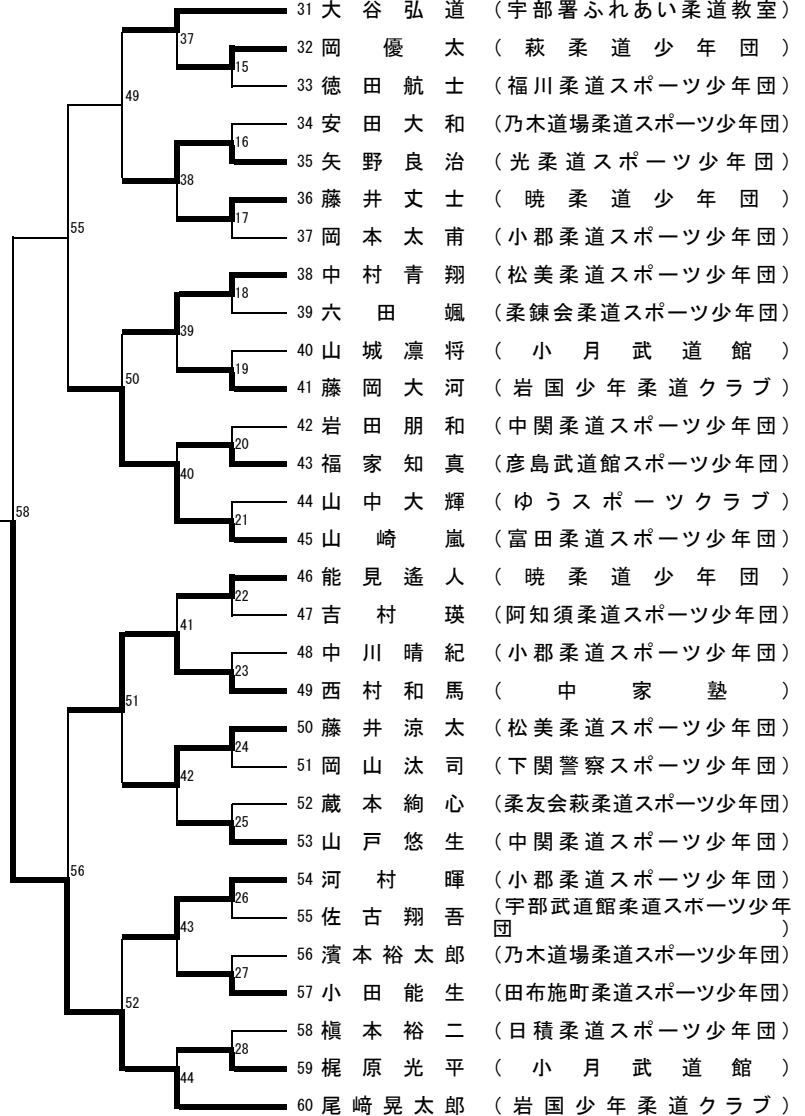 31 大谷弘道 (宇部署ふれあい柔道教室)
37
32 岡優太 (萩柔道少年団)
15
33 徳田航士 (福川柔道スポーツ少年団)
49
34 安田大和 (乃木道場柔道スポーツ少年団)
16
35 矢野良治 (光柔道スポーツ少年団)
38
36 藤井丈士 (暁柔道少年団)
17
37 岡本太甫 (小郡柔道スポーツ少年団)
55
38 中村青翔 (松美柔道スポーツ少年団)
18
39 六田颯 (柔錬会柔道スポーツ少年団)
39
40 山城凛将 (小月武道館)
19
41 藤岡大河 (岩国少年柔道クラブ)
50
42 岩田朋和 (中関柔道スポーツ少年団)
20
43 福家知真 (彦島武道館スポーツ少年団)
40
44 山中大輝 (ゆうスポーツクラブ)
21
45 山崎嵐 (富田柔道スポーツ少年団)
58
46 能見遙人 (暁柔道少年団)
22
47 吉村瑛 (阿知須柔道スポーツ少年団)
41
48 中川晴紀 (小郡柔道スポーツ少年団)
23
49 西村和馬 (中家塾)
51
50 藤井涼太 (松美柔道スポーツ少年団)
24
51 岡山汰司 (下関警察スポーツ少年団)
42
52 蔵本絢心 (柔友会萩柔道スポーツ少年団)
25
53 山戸悠生 (中関柔道スポーツ少年団)
56
54 河村暉 (小郡柔道スポーツ少年団)
26
55 佐古翔吾 (宇部武道館柔道スポーツ少年
団)
43
56 濱本裕太郎 (乃木道場柔道スポーツ少年団)
27
57 小田能生 (田布施町柔道スポーツ少年団)
52
58 槇本裕二 (日積柔道スポーツ少年団)
28
59 梶原光平 (小月武道館)
44
60 尾﨑晃太郎 (岩国少年柔道クラブ)